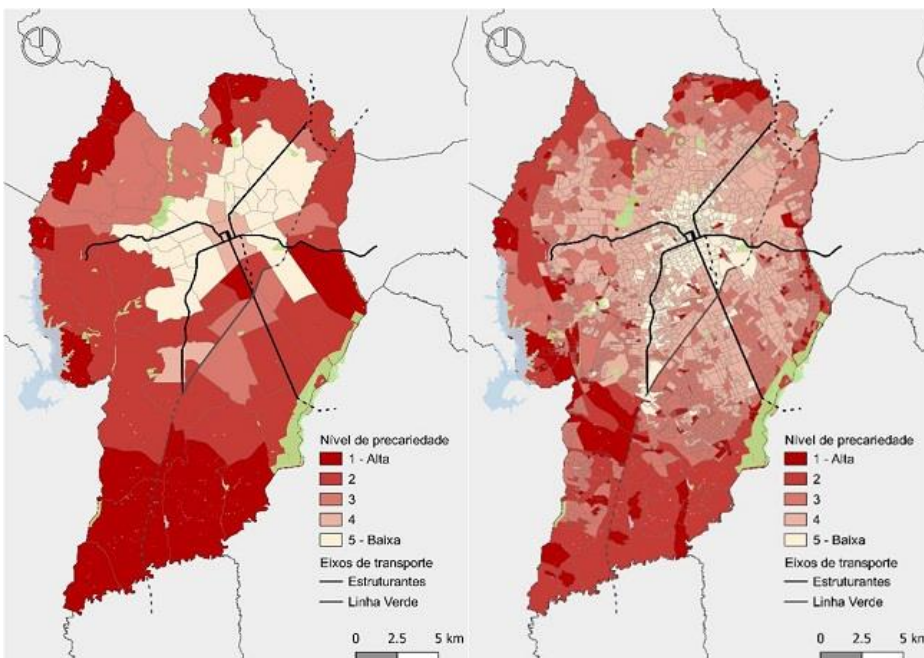 Nível de precariedade
1 - Alta
2
3
4
5 - Baixa
Eixos de transporte
Estruturantes
Linha Verde
0 2.5 5 km
Nível de precariedade
1 - Alta
2
3
4
5 - Baixa
Eixos de transporte
Estruturantes
Linha Verde
0 2.5 5 km